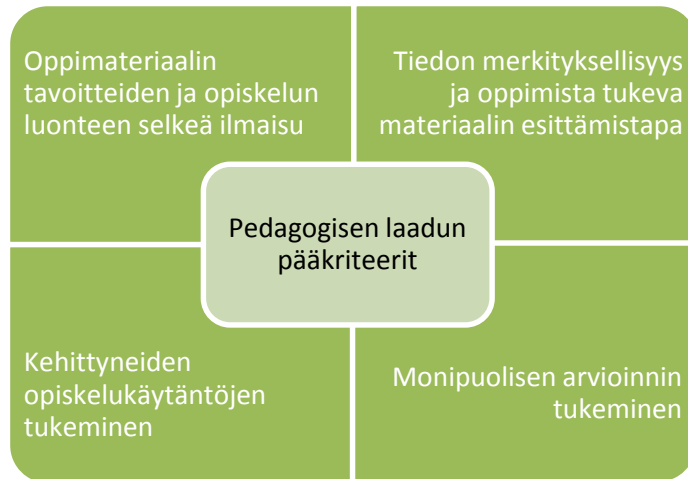 Oppimateriaalin
tavoitteiden ja opiskelun
luonteen selkeä ilmaisu
Tiedon merkityksellisyys
ja oppimista tukeva
materiaalin esittämistapa
Pedagogisen laadun
pääkriteerit
Kehittyneiden
opiskelukäytäntöjen
tukeminen
Monipuolisen arvioinnin
tukeminen